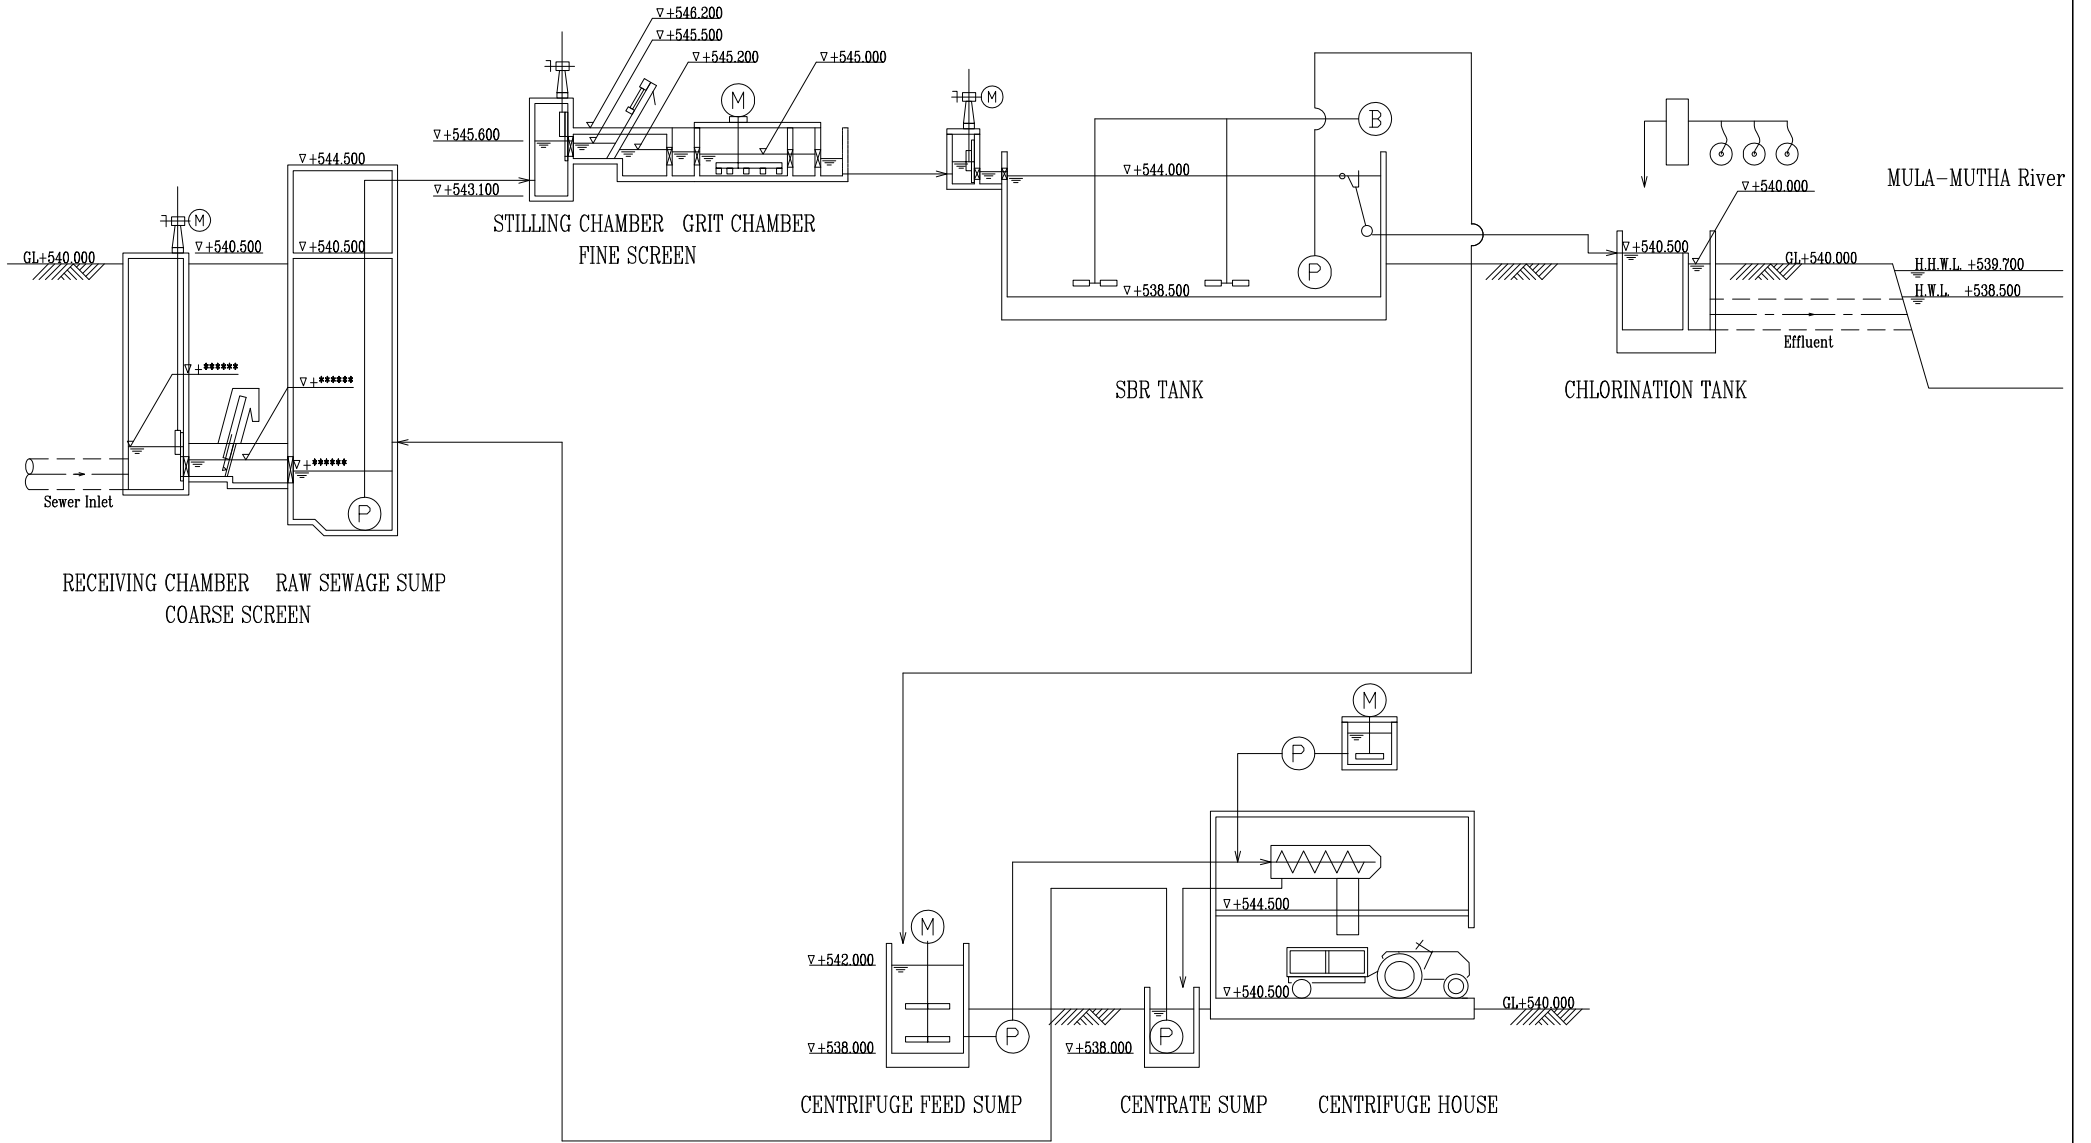 ▽+546.200
▽+545.500
▽+545.200
▽+545.000
M
M
B
▽+545.600
▽+544.500
▽+543.100
▽+544.000
▽+540.000
MULA-MUTHA River
M
STILLING CHAMBER GRIT CHAMBER
FINE SCREEN
▽+540.500
▽+540.500
▽+540.500
GL+540.000
GL+540.000
H.H.W.L. +539.700
P
▽+538.500
H.W.L. +538.500
Effluent
▽+******
▽+******
SBR TANK
CHLORINATION TANK
▽+******
Sewer Inlet
P
RECEIVING CHAMBER RAW SEWAGE SUMP
COARSE SCREEN
M
P
▽+544.500
M
▽+542.000
▽+540.500
GL+540.000
P
P
▽+538.000
▽+538.000
CENTRIFUGE FEED SUMP
CENTRATE SUMP
CENTRIFUGE HOUSE